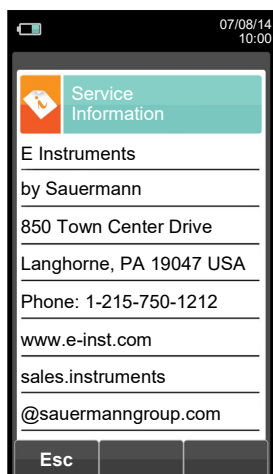 07/08/14
10:00
Service
Information
E Instruments
by Sauermann
850 Town Center Drive
Langhorne, PA 19047 USA
Phone: 1-215-750-1212
www.e-inst.com
sales.instruments
@sauermanngroup.com
Esc